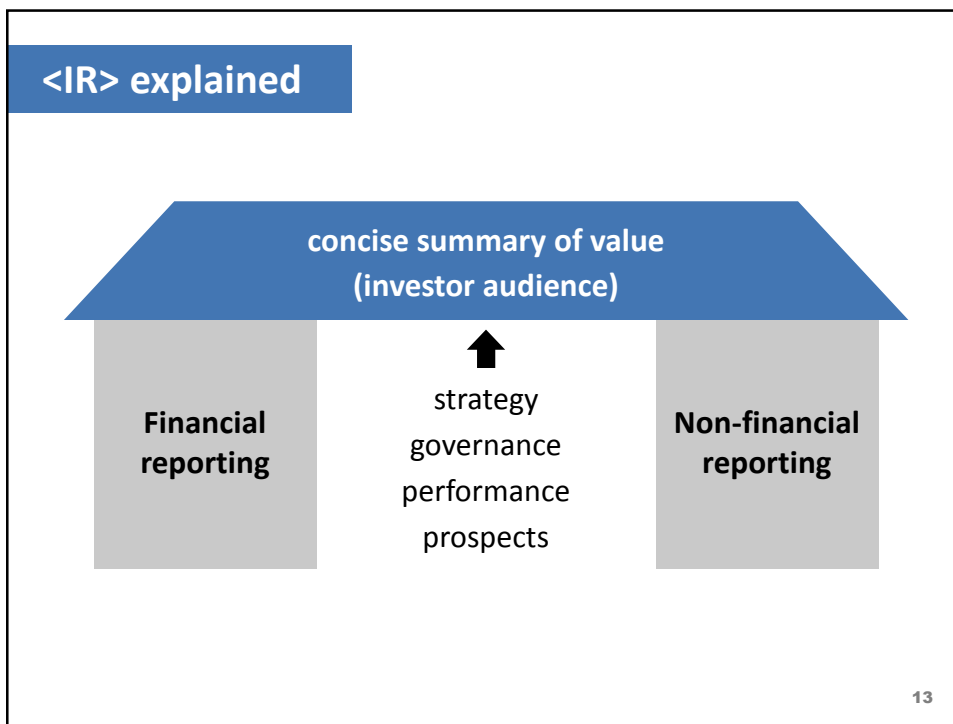 <IR> explained
concise summary of value
(investor audience)
Financial
reporting
strategy
governance
performance
prospects
Non-financial
reporting
13